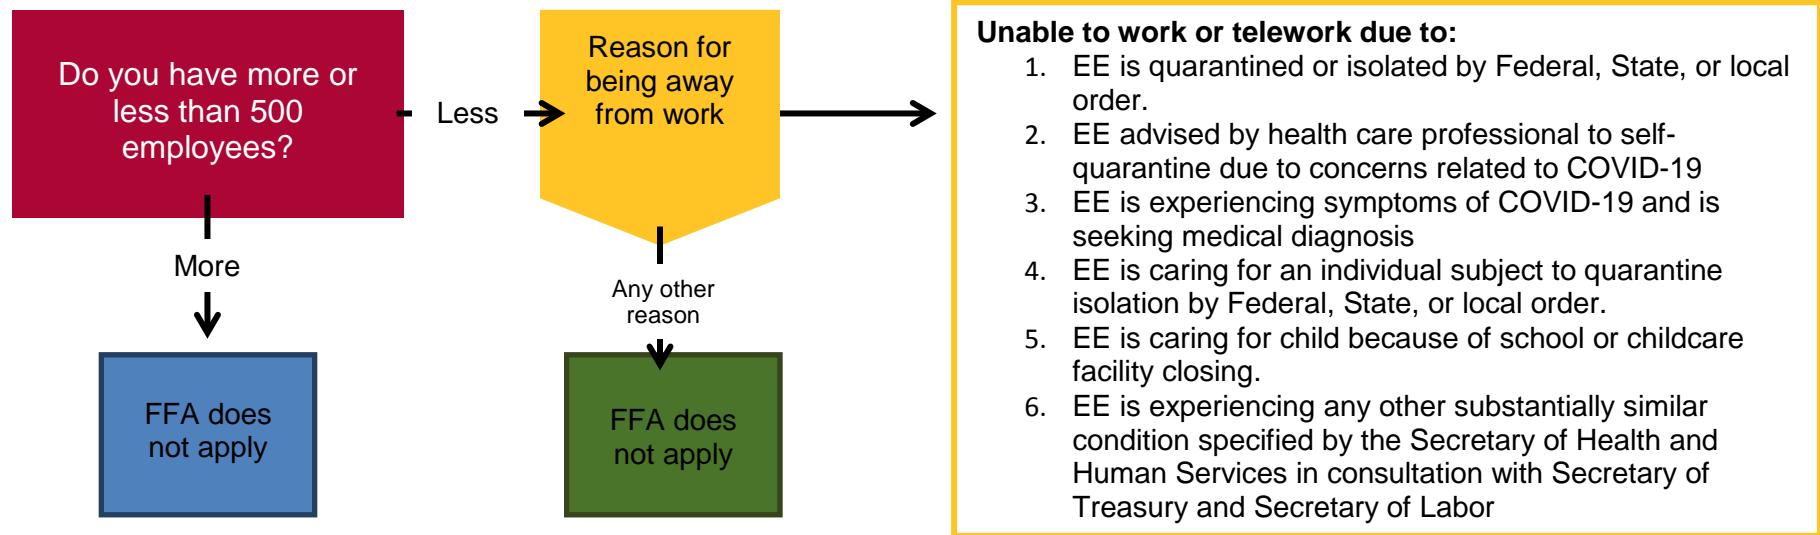 Do you have more or
less than 500
employees?
Less
More
FFA does
not apply
Reason for
being away
from work
Any other
reason
FFA does
not apply
Unable to work or telework due to:
1. EE is quarantined or isolated by Federal, State, or local
order.
2. EE advised by health care professional to self-
quarantine due to concerns related to COVID-19
3. EE is experiencing symptoms of COVID-19 and is
seeking medical diagnosis
4. EE is caring for an individual subject to quarantine
isolation by Federal, State, or local order.
5. EE is caring for child because of school or childcare
facility closing.
6. EE is experiencing any other substantially similar
condition specified by the Secretary of Health and
Human Services in consultation with Secretary of
Treasury and Secretary of Labor